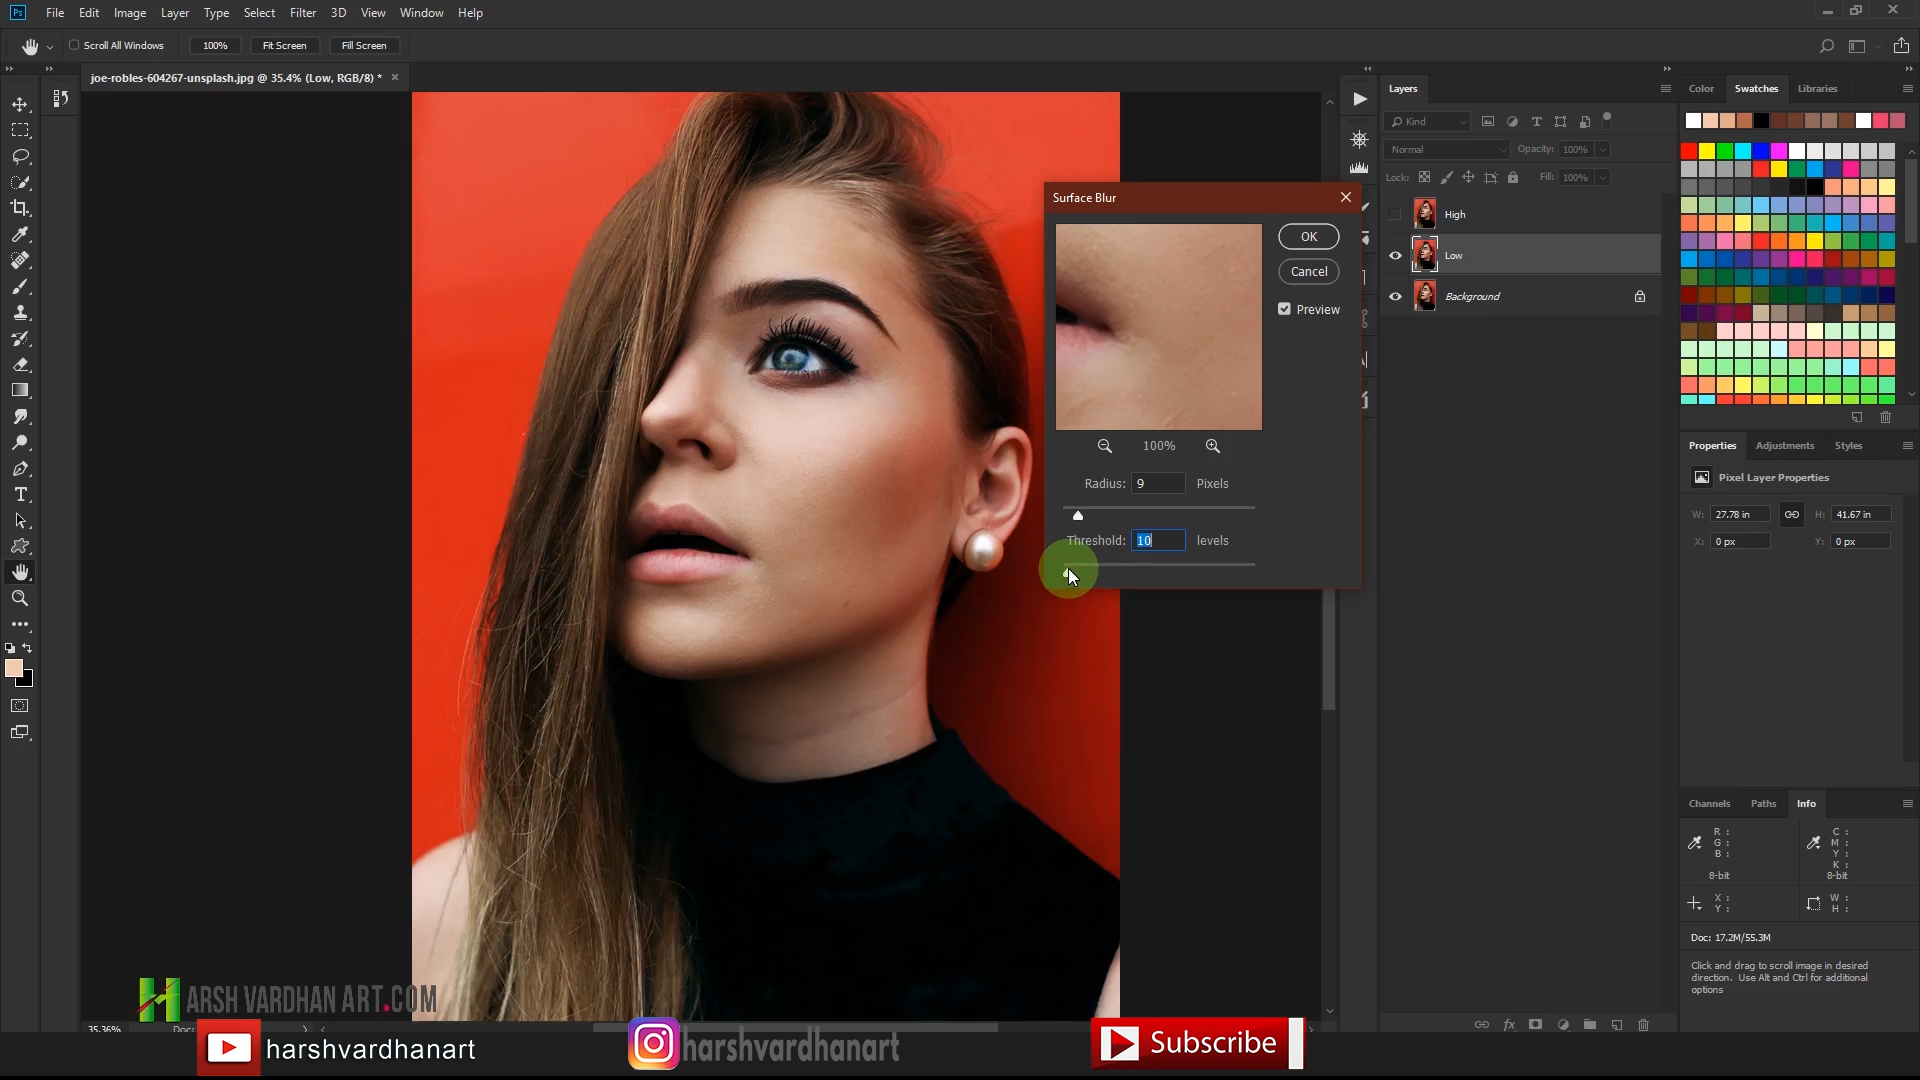 Ps File Edit Image Layer Type Select Filter 3D View Window Help
Scroll All Windows 100% Fit Screen Fill Screen
joe-robles-604267-unsplash.jpg @ 35.4% (Low, RGB/8) *
Layers
Kind
Normal Opacity: 100%
Lock: Fill: 100%
High
Low
Background
Color Swatches Libraries
Surface Blur
OK
Cancel
Preview
100%
Radius: 9 Pixels
Threshold: 10 levels
Properties Adjustments Styles
Pixel Layer Properties
W: 27.78 in H: 41.67 in
X: 0 px Y: 0 px
Channels Paths Info
R : C :
G : M :
B : Y :
K :
8-bit 8-bit
X : W :
Y : H :
Doc: 17.2M/55.3M
Click and drag to scroll image in desired
direction. Use Alt and Ctrl for additional
options
HARSH VARDHAN ART.COM
35.36% Doc:
harshvardhanart
harshvardhanart
Subscribe